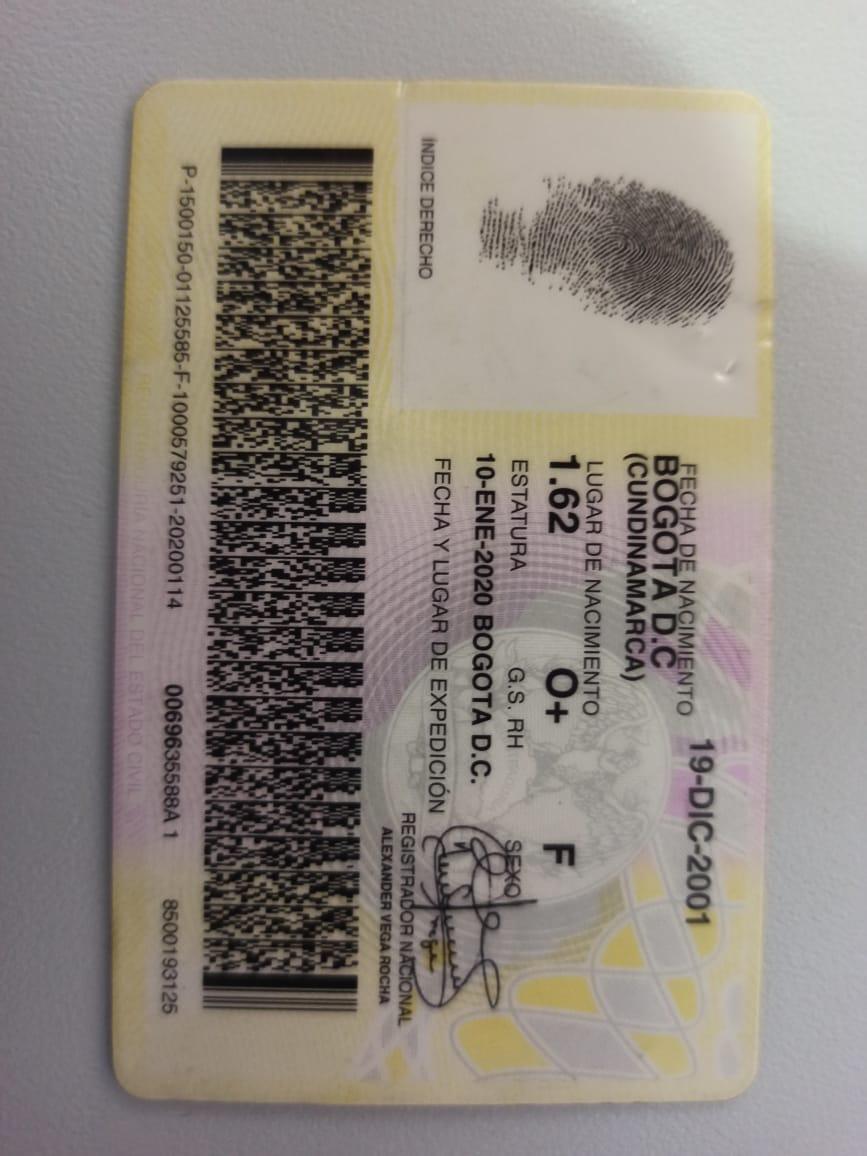 INDICE DERECHO
FECHA DE NACIMIENTO 19-DIC-2001
BOGOTA D.C
(CUNDINAMARCA)
LUGAR DE NACIMIENTO
1.62 O+ F
ESTATURA G.S. RH SEXO
10-ENE-2020 BOGOTA D.C.
FECHA Y LUGAR DE EXPEDICIÓN
REGISTRADOR NACIONAL
ALEXANDER VEGA ROCHA
P-1500150-01125585-F-1000579251-20200114 0069635588A 1 8500193125
REGISTRADURÍA NACIONAL DEL ESTADO CIVIL